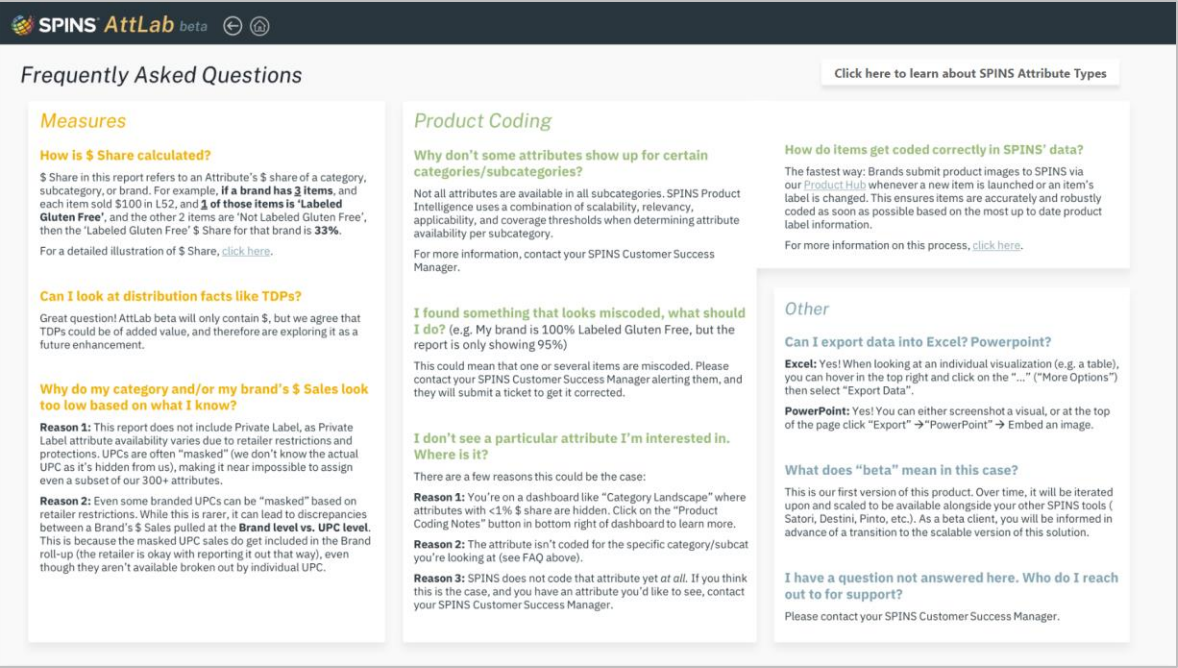 SPINS AttLab beta
Frequently Asked Questions
Click here to learn about SPINS Attribute Types
Measures
How is $ Share calculated?
$ Share in this report refers to an Attribute's $ share of a category,
subcategory, or brand. For example, if a brand has 3 items, and
each item sold $100 in L52, and 1 of those items is 'Labeled
Gluten Free', and the other 2 items are 'Not Labeled Gluten Free',
then the 'Labeled Gluten Free' $ Share for that brand is 33%.
For a detailed illustration of $ Share, click here.
Can I look at distribution facts like TDPs?
Great question! AttLab beta will only contain $, but we agree that
TDPs could be of added value, and therefore are exploring it as a
future enhancement.
Why do my category and/or my brand's $ Sales look
too low based on what I know?
Reason 1: This report does not include Private Label, as Private
Label attribute availability varies due to retailer restrictions and
protections. UPCs are often "masked" (we don't know the actual
UPC as it's hidden from us), making it near impossible to assign
even a subset of our 300+ attributes.
Reason 2: Even some branded UPCs can be "masked" based on
retailer restrictions. While this is rarer, it can lead to discrepancies
between a Brand's $ Sales pulled at the Brand level vs. UPC level.
This is because the masked UPC sales do get included in the Brand
roll-up (the retailer is okay with reporting it out that way), even
though they aren't available broken out by individual UPC.
Product Coding
Why don't some attributes show up for certain
categories/subcategories?
Not all attributes are available in all subcategories. SPINS Product
Intelligence uses a combination of scalability, relevancy,
applicability, and coverage thresholds when determining attribute
availability per subcategory.
For more information, contact your SPINS Customer Success
Manager.
I found something that looks miscoded, what should
I do? (e.g. My brand is 100% Labeled Gluten Free, but the
report is only showing 95%)
This could mean that one or several items are miscoded. Please
contact your SPINS Customer Success Manager alerting them, and
they will submit a ticket to get it corrected.
I don't see a particular attribute I'm interested in.
Where is it?
There are a few reasons this could be the case:
Reason 1: You're on a dashboard like "Category Landscape" where
attributes with <1% $ share are hidden. Click on the "Product
Coding Notes" button in bottom right of dashboard to learn more.
Reason 2: The attribute isn't coded for the specific category/subcat
you're looking at (see FAQ above).
Reason 3: SPINS does not code that attribute yet at all. If you think
this is the case, and you have an attribute you'd like to see, contact
your SPINS Customer Success Manager.
How do items get coded correctly in SPINS' data?
The fastest way: Brands submit product images to SPINS via
our Product Hub whenever a new item is launched or an item's
label is changed. This ensures items are accurately and robustly
coded as soon as possible based on the most up to date product
label information.
For more information on this process, click here.
Other
Can I export data into Excel? Powerpoint?
Excel: Yes! When looking at an individual visualization (e.g. a table),
you can hover in the top right and click on the "..." ("More Options")
then select "Export Data".
PowerPoint: Yes! You can either screenshot a visual, or at the top
of the page click "Export" →"PowerPoint" → Embed an image.
What does "beta" mean in this case?
This is our first version of this product. Over time, it will be iterated
upon and scaled to be available alongside your other SPINS tools (
Satori, Destini, Pinto, etc.). As a beta client, you will be informed in
advance of a transition to the scalable version of this solution.
I have a question not answered here. Who do I reach
out to for support?
Please contact your SPINS Customer Success Manager.